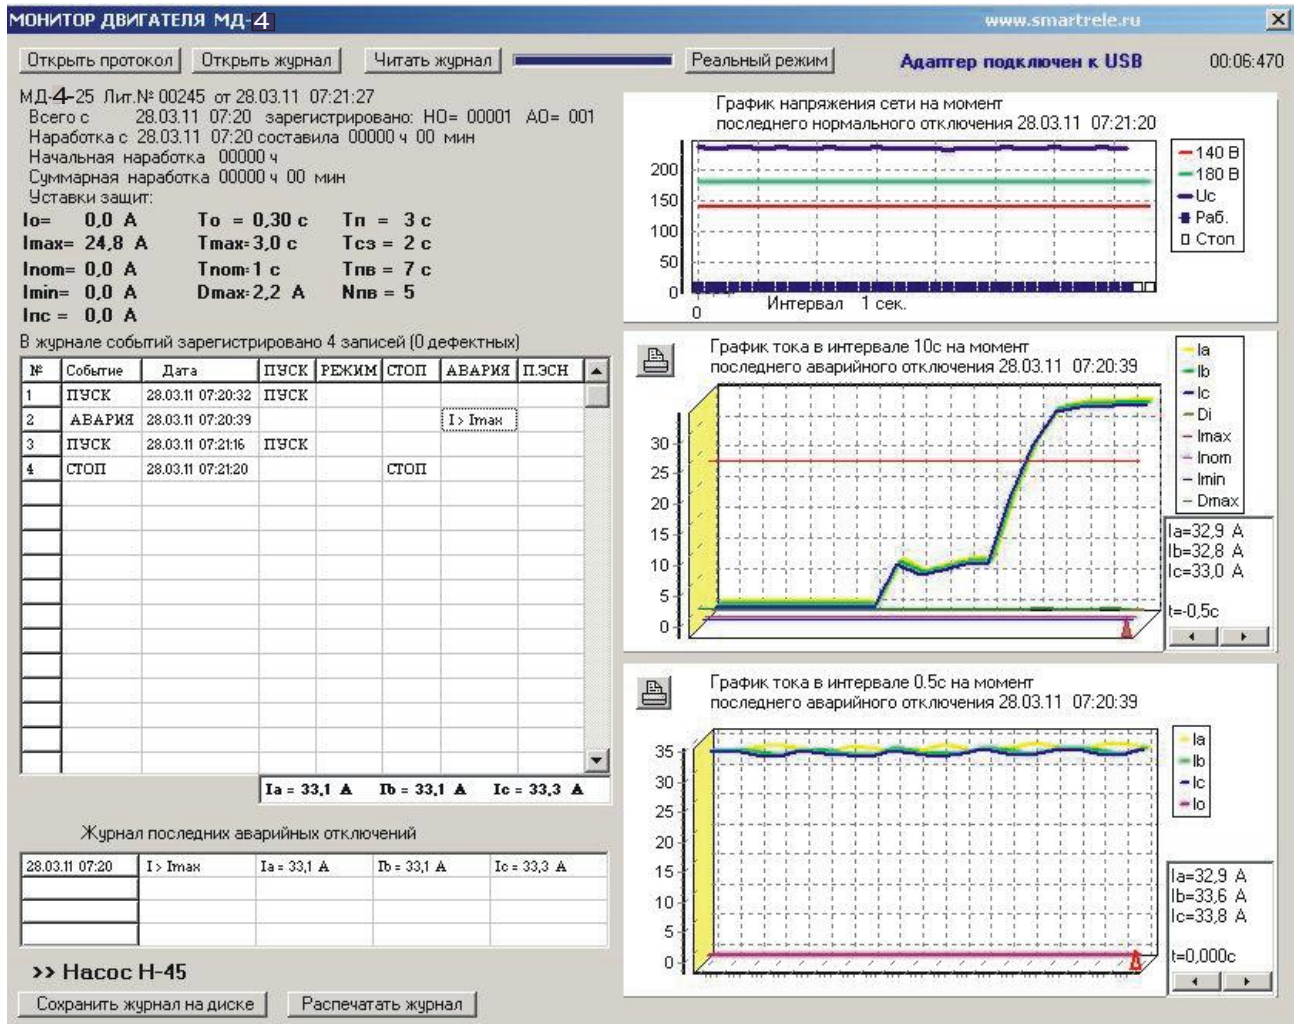 МОНИТОР ДВИГАТЕЛЯ МД-4
www.smartrele.ru
Открыть протокол
Открыть журнал
Читать журнал
Реальный режим
Адаптер подключен к USB
00:06:470
МД-4-25 Лит.№ 00245 от 28.03.11 07:21:27
Всего с 28.03.11 07:20 зарегистрировано: НО= 00001 АО= 001
Наработка с 28.03.11 07:20 составила 00000 ч 00 мин
Начальная наработка 00000 ч
Суммарная наработка 00000 ч 00 мин
Уставки защит:
Io= 0,0 А То = 0,30 с Тп = 3 с
Imax= 24,8 А Tmax= 3,0 с Тсз = 2 с
Inom= 0,0 А Tnom= 1 с Тпв = 7 с
Imin= 0,0 А Dmax= 2,2 А Nпв = 5
Iпс = 0,0 А
В журнале событий зарегистрировано 4 записей (0 дефектных)
№ Событие Дата ПУСК РЕЖИМ СТОП АВАРИЯ П.ЭСН
1 ПУСК 28.03.11 07:20:32 ПУСК
2 АВАРИЯ 28.03.11 07:20:39 I> Imax
3 ПУСК 28.03.11 07:21:16 ПУСК
4 СТОП 28.03.11 07:21:20 СТОП
Ia = 33,1 А Ib = 33,1 А Ic = 33,3 А
Журнал последних аварийных отключений
28.03.11 07:20 I> Imax Ia = 33,1 А Ib = 33,1 А Ic = 33,3 А
>> Насос Н-45
Сохранить журнал на диске
Распечатать журнал
График напряжения сети на момент
последнего нормального отключения 28.03.11 07:21:20
200
150
100
50
0
0
Интервал 1 сек.
140 В
180 В
Uc
Раб.
Стоп
График тока в интервале 10с на момент
последнего аварийного отключения 28.03.11 07:20:39
30
25
20
15
10
5
0
Ia
Ib
Ic
Di
Imax
Inom
Imin
Dmax
Ia=32,9 А
Ib=32,8 А
Ic=33,0 А
t=-0,5с
График тока в интервале 0.5с на момент
последнего аварийного отключения 28.03.11 07:20:39
35
30
25
20
15
10
5
0
Ia
Ib
Ic
Io
Ia=32,9 А
Ib=33,6 А
Ic=33,8 А
t=0,000с